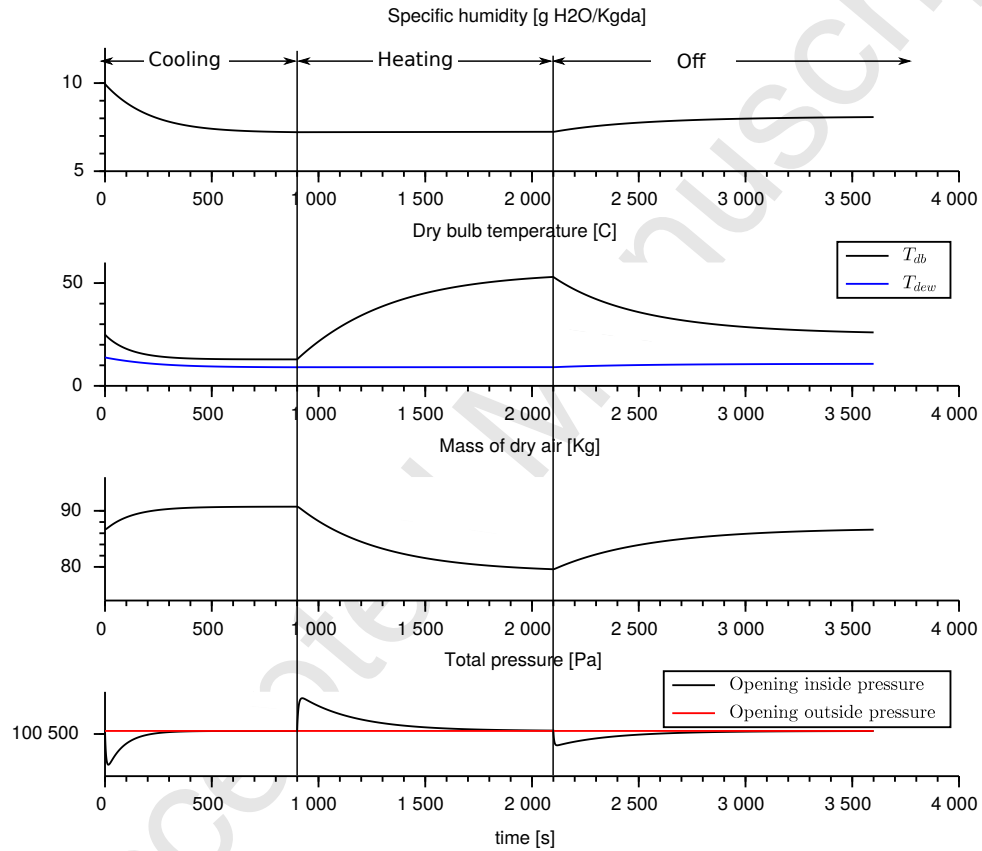 Specific humidity [g H2O/Kgda]
Cooling Heating Off
10
5
0 500 1 000 1 500 2 000 2 500 3 000 3 500 4 000
Dry bulb temperature [C]
T_db
T_dew
50
0
0 500 1 000 1 500 2 000 2 500 3 000 3 500 4 000
Mass of dry air [Kg]
90
80
0 500 1 000 1 500 2 000 2 500 3 000 3 500 4 000
Total pressure [Pa]
Opening inside pressure
Opening outside pressure
100 500
0 500 1 000 1 500 2 000 2 500 3 000 3 500 4 000
time [s]